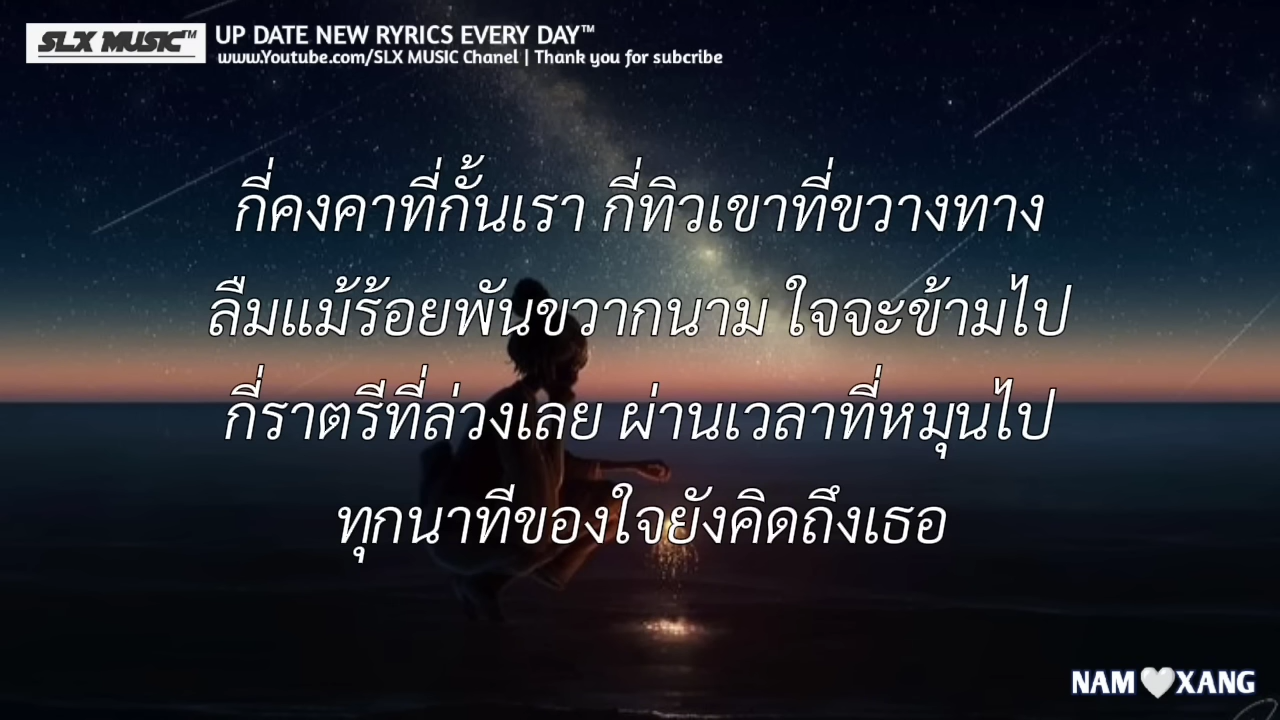 SLX MUSIC™
UP DATE NEW RYRICS EVERY DAY™
www.Youtube.com/SLX MUSIC Chanel | Thank you for subcribe
กี่คงคาที่กั้นเรา กี่ทิวเขาที่ขวางทาง
ลืมแม้ร้อยพันขวากนาม ใจจะข้ามไป
กี่ราตรีที่ล่วงเลย ผ่านเวลาที่หมุนไป
ทุกนาทีของใจยังคิดถึงเธอ
NAM🤍XANG